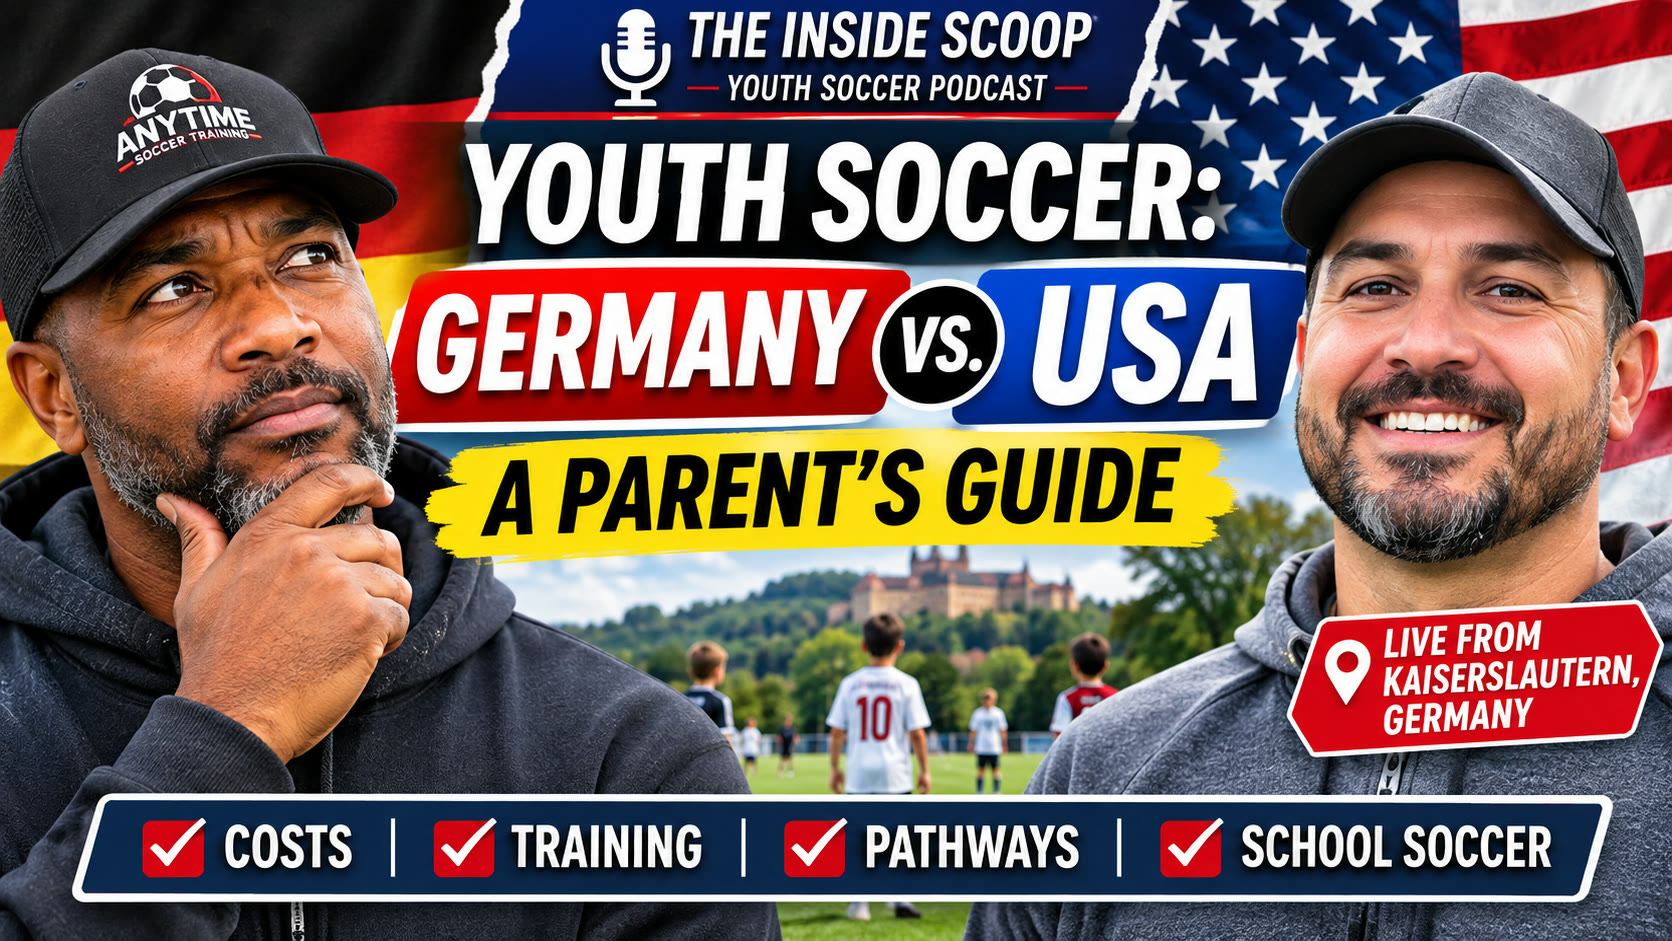 THE INSIDE SCOOP
YOUTH SOCCER PODCAST
ANYTIME
SOCCER TRAINING
YOUTH SOCCER:
GERMANY VS. USA
A PARENT'S GUIDE
10
LIVE FROM
KAISERSLAUTERN,
GERMANY
COSTS | TRAINING | PATHWAYS | SCHOOL SOCCER